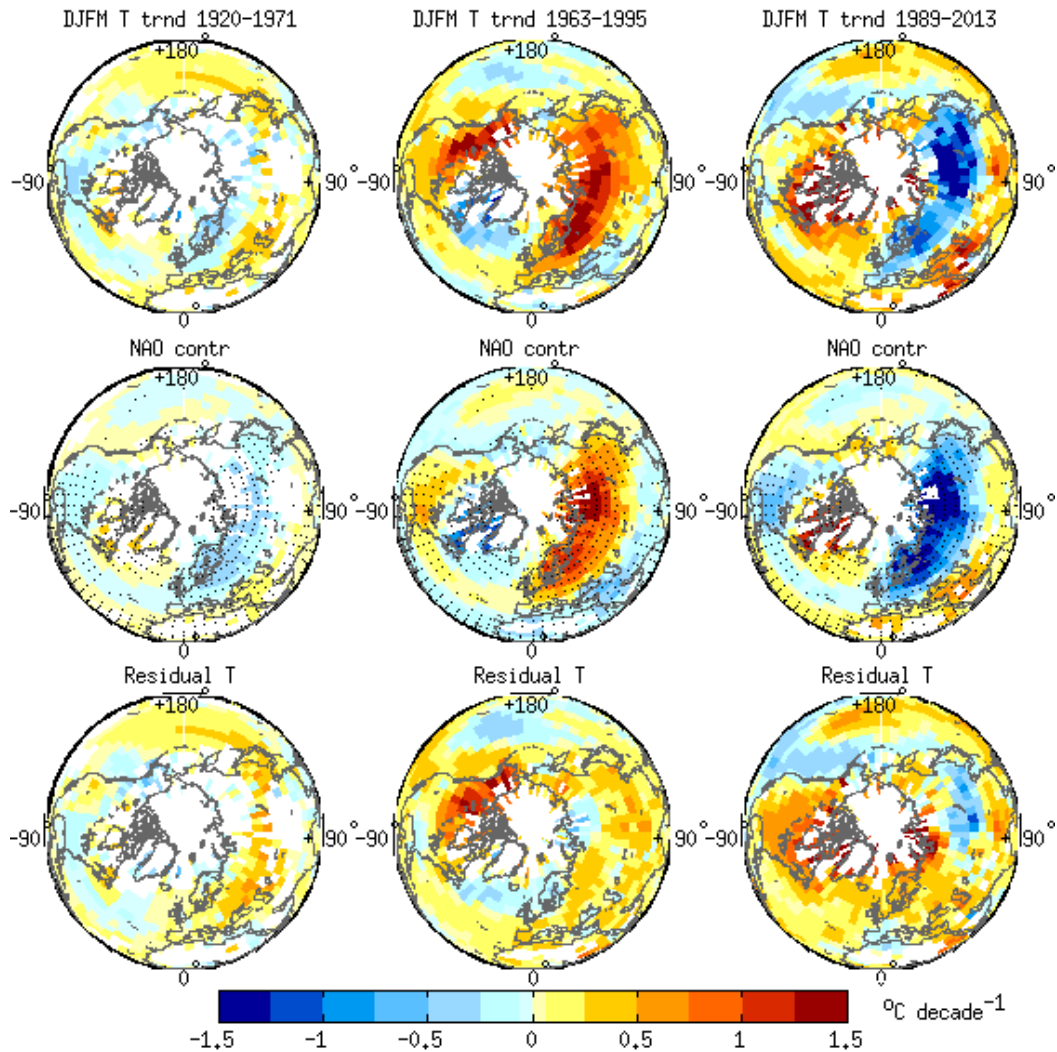 DJFM T trnd 1920-1971 DJFM T trnd 1963-1995 DJFM T trnd 1989-2013
+180° +180° +180°
-90 90° -90 90° -90 90°
0 0 0
NAO contr NAO contr NAO contr
+180° +180° +180°
-90 90° -90 90° -90 90°
0 0 0
Residual T Residual T Residual T
+180° +180° +180°
-90 90° -90 90° -90 90°
0 0 0
-1.5 -1 -0.5 0 0.5 1 1.5 °C decade⁻¹